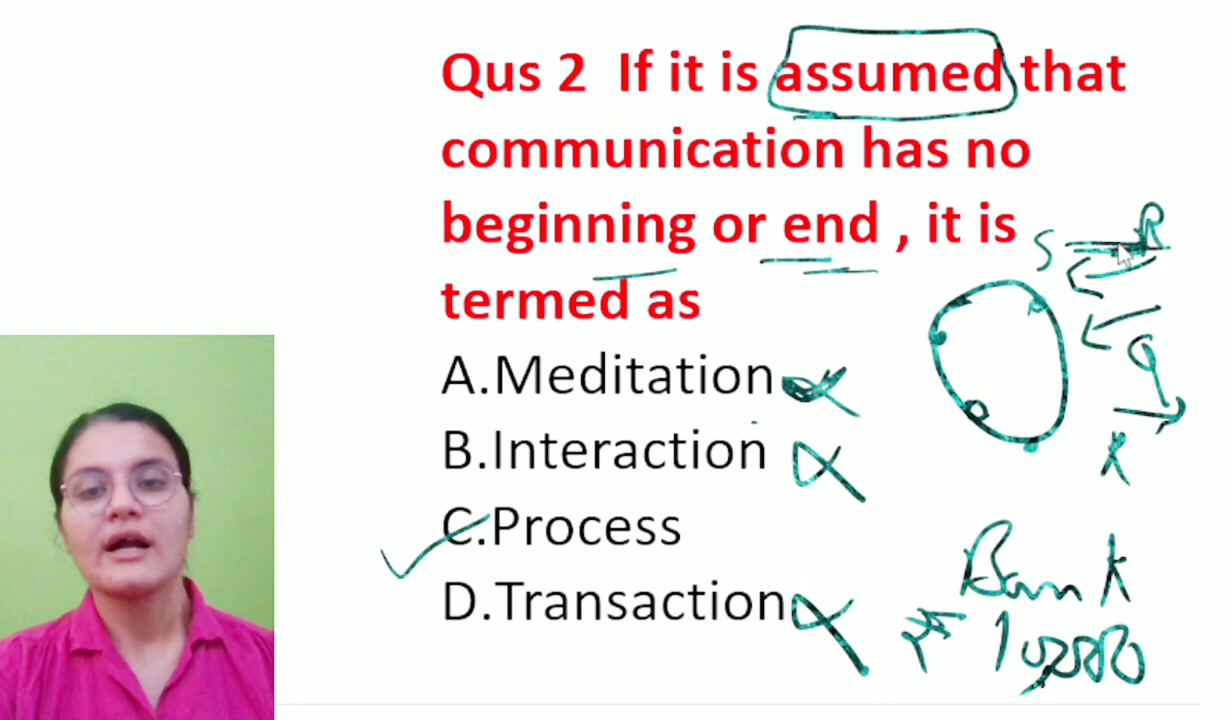 Qus 2 If it is assumed that
communication has no
beginning or end , it is
termed as
A.Meditation
B.Interaction
C.Process
D.Transaction
S R
Bank